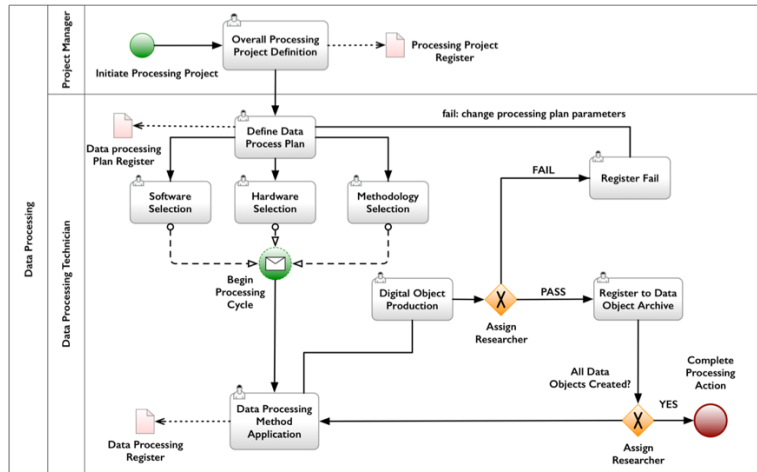 Data Processing
Project Manager
Initiate Processing Project
Overall Processing
Project Definition
Processing Project
Register
Data Processing Technician
fail: change processing plan parameters
Data processing
Plan Register
Define Data
Process Plan
Software
Selection
Hardware
Selection
Methodology
Selection
FAIL
Register Fail
Begin
Processing
Cycle
Digital Object
Production
X
Assign
Researcher
PASS
Register to Data
Object Archive
All Data
Objects Created?
Complete
Processing
Action
Data Processing
Method
Application
Data Processing
Register
X
YES
Assign
Researcher